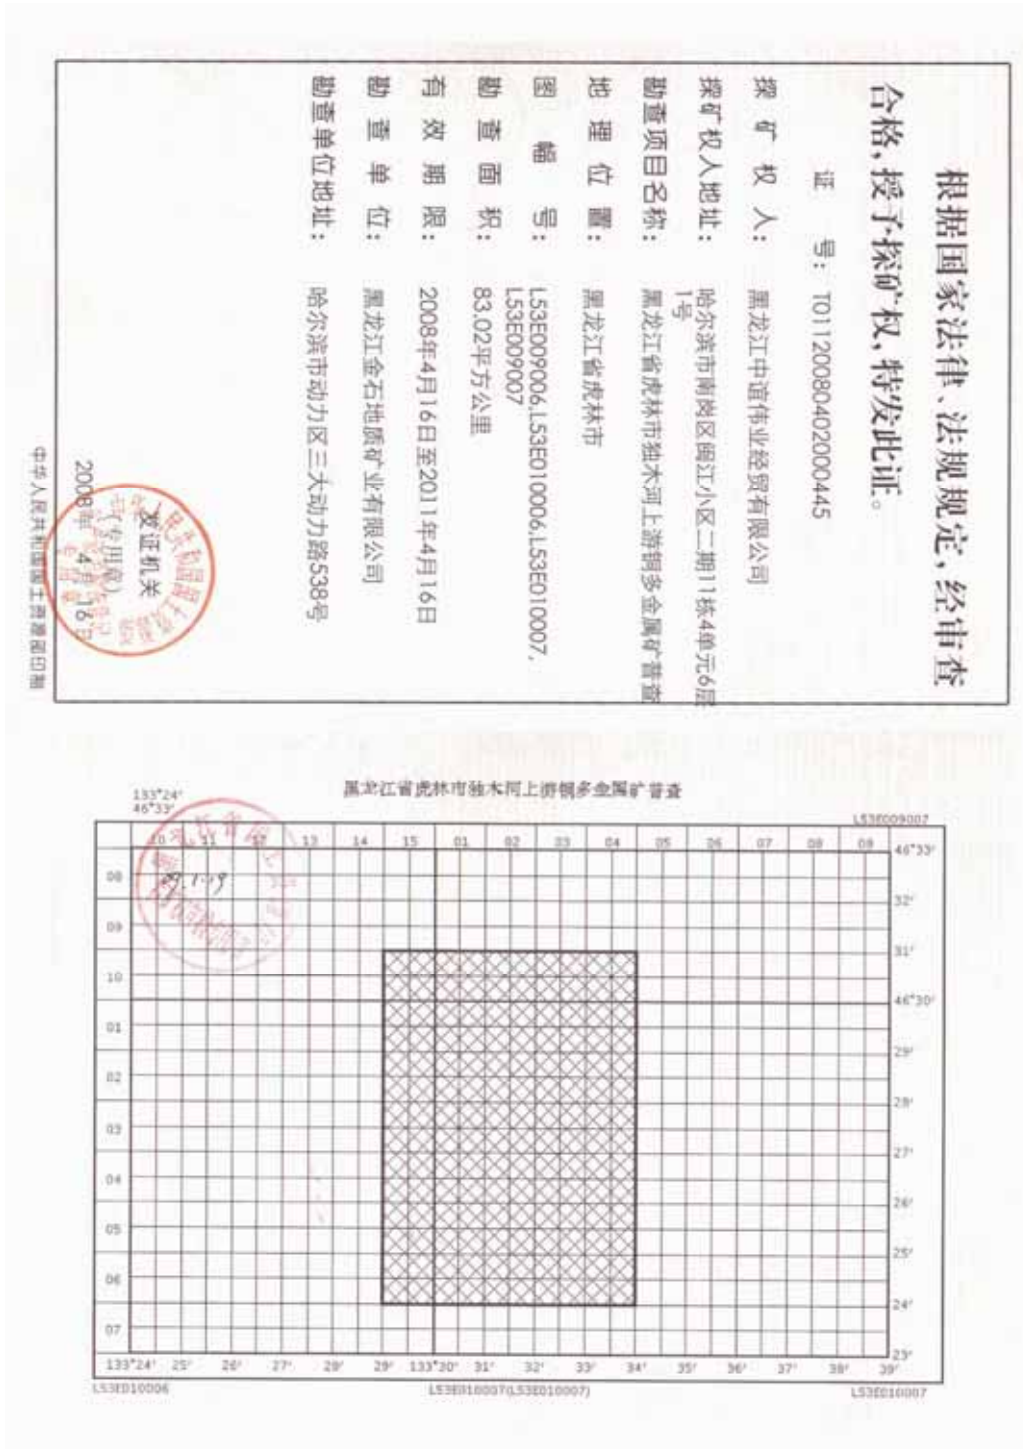 根据国家法律、法规规定，经审查
合格，授予探矿权，特发此证。
证 号： T01120080402000445
探 矿 权 人： 黑龙江中谊伟业经贸有限公司
探矿权人地址： 哈尔滨市南岗区闽江小区二期11栋4单元6层
1号
勘查项目名称： 黑龙江省虎林市独木河上游铜多金属矿普查
地 理 位 置： 黑龙江省虎林市
图 幅 号： L53E009006,L53E010006,L53E010007,
L53E009007
勘 查 面 积： 83.02平方公里
有 效 期 限： 2008年4月16日至2011年4月16日
勘 查 单 位： 黑龙江金石地质矿业有限公司
勘查单位地址： 哈尔滨市动力区三大动力路538号
发证机关
(专用章)
2008年 4月 16日
中华人民共和国国土资源部印制
黑龙江省虎林市独木河上游铜多金属矿普查
133°24'
46°33'
L53E009007
10 11 12 13 14 15 01 02 03 04 06 07 08 09
46°33'
08
32'
09
31'
10
46°30'
01
29'
02
28'
03
27'
04
26'
05
25'
06
24'
07
23'
133°24' 25' 26' 27' 28' 29' 133°30' 31' 32' 33' 34' 35' 36' 37' 38' 39'
L53E010006 L53E010007(L53E010007) L53E010007